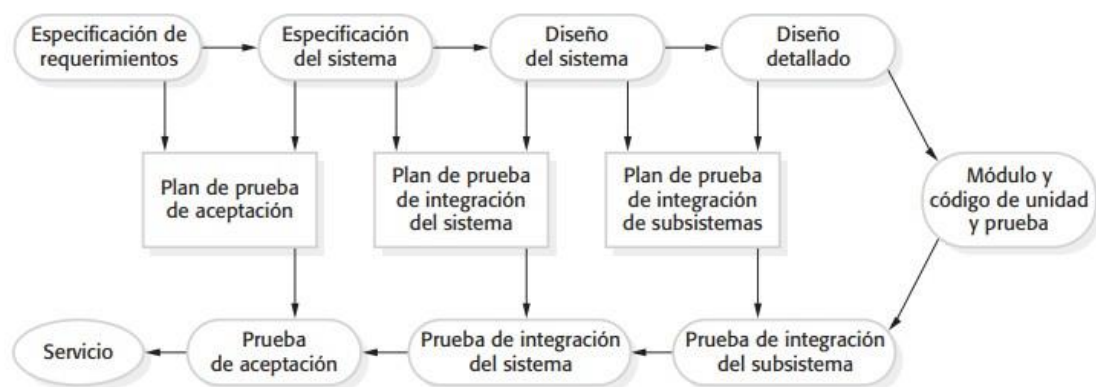 Especificación de
requerimientos
Especificación
del sistema
Diseño
del sistema
Diseño
detallado
Plan de prueba
de aceptación
Plan de prueba
de integración
del sistema
Plan de prueba
de integración
de subsistemas
Módulo y
código de unidad
y prueba
Servicio
Prueba
de aceptación
Prueba de integración
del sistema
Prueba de integración
del subsistema